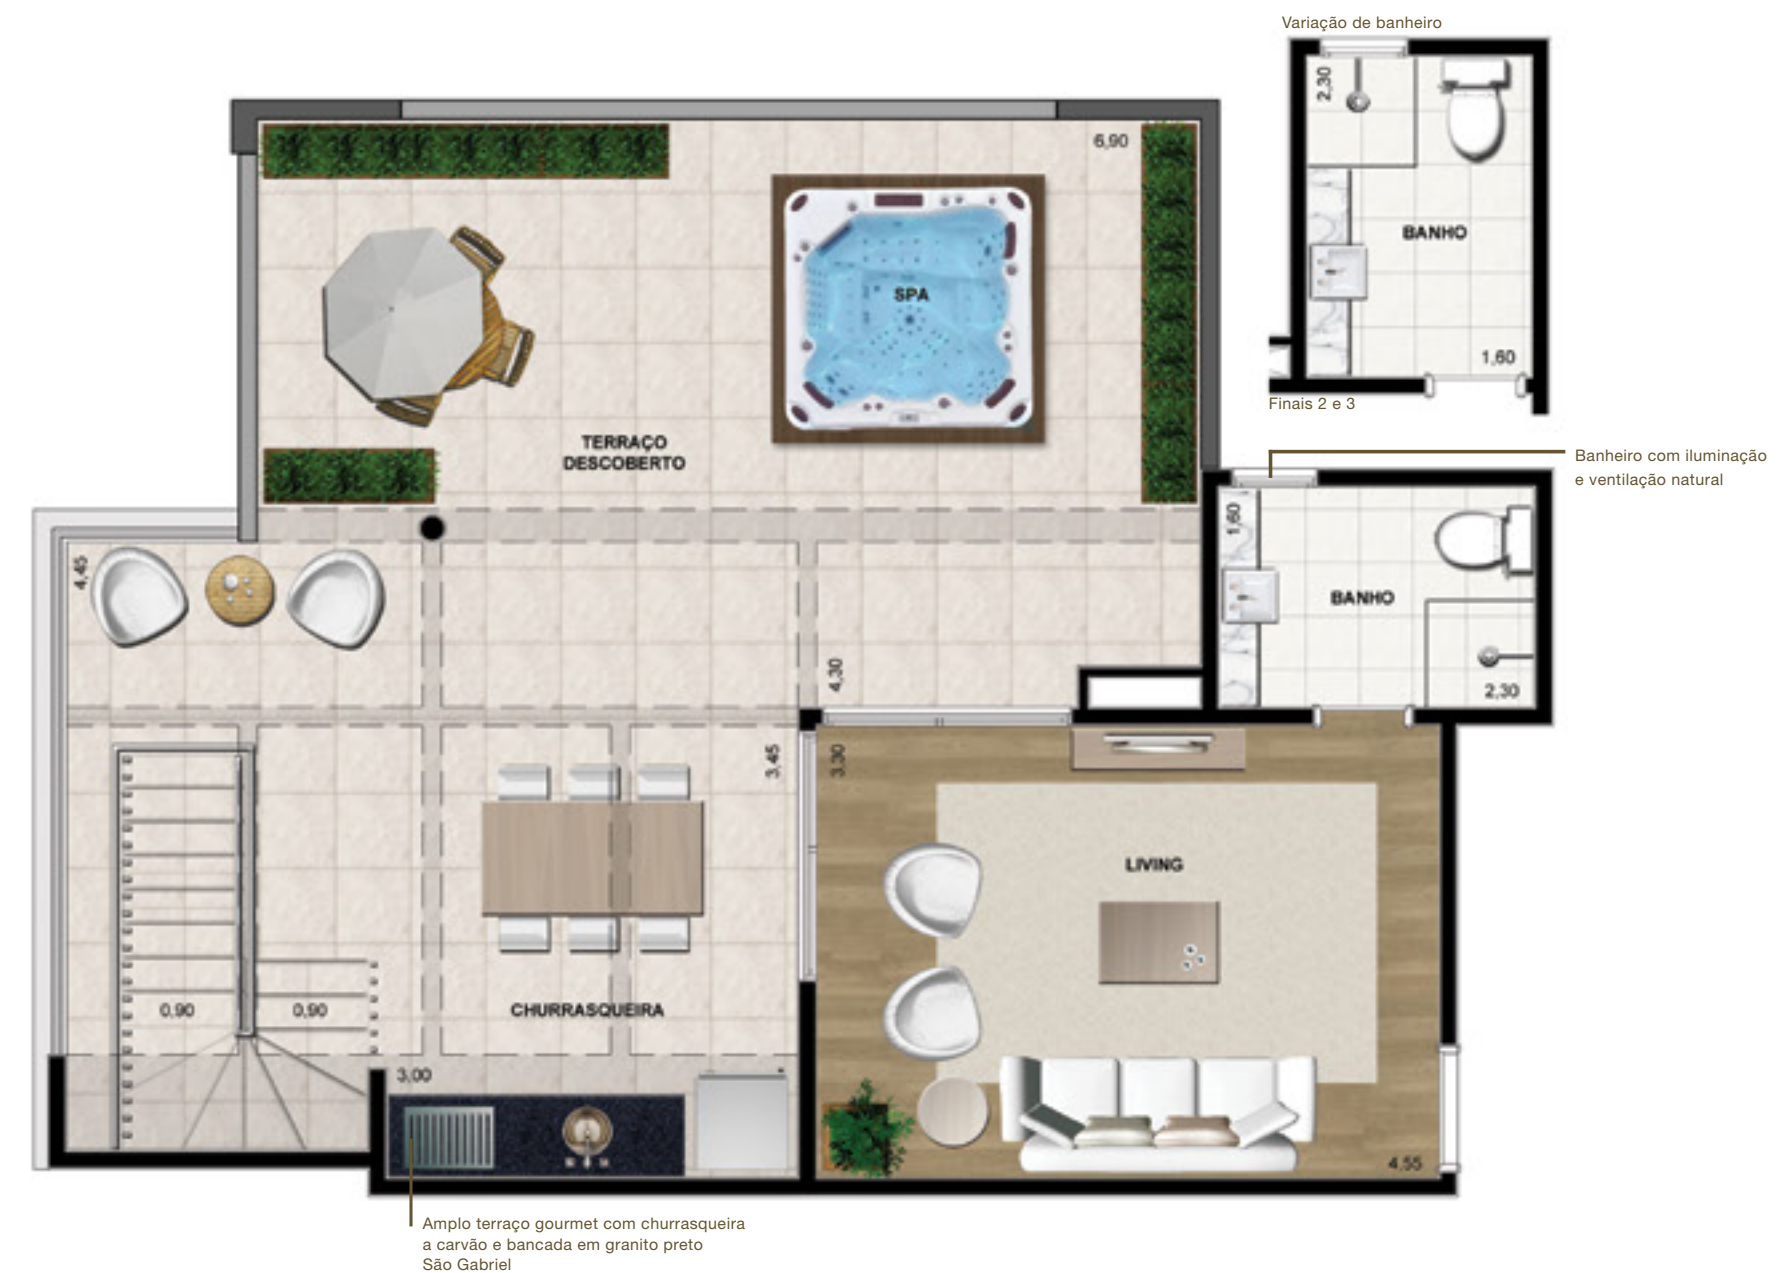 Variação de banheiro
2,30
BANHO
1,60
Finais 2 e 3
6,90
SPA
TERRAÇO
DESCOBERTO
Banheiro com iluminação
e ventilação natural
1,60
BANHO
2,30
4,45
4,30
3,45
3,30
LIVING
0,90
0,90
CHURRASQUEIRA
3,00
4,55
Amplo terraço gourmet com churrasqueira
a carvão e bancada em granito preto
São Gabriel